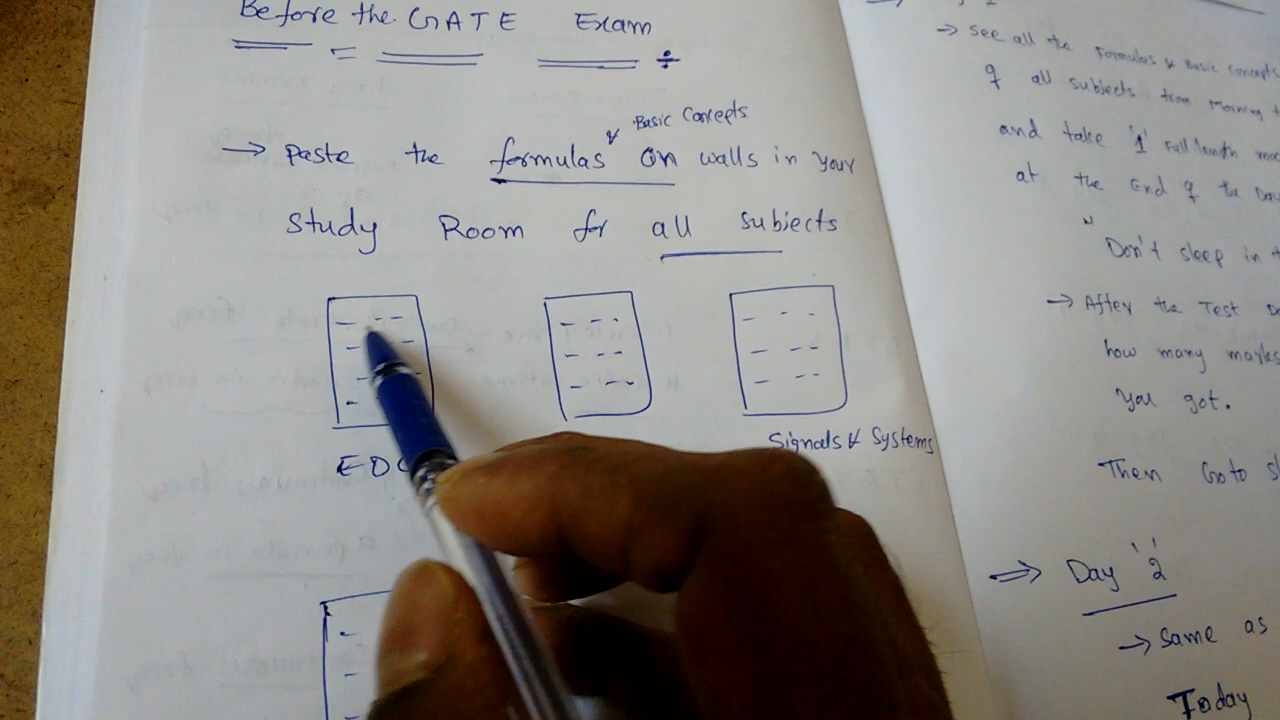 Before the GATE Exam ÷
Basic Concepts
→ Paste the formulas & on walls in your
Study Room for all subjects
EDC
Signals & Systems
→ See all the Formulas & Basic Concepts
of all subjects from Morning
and take '1' Full length
at the End of the Day
"Don't sleep in
→ After the Test
how many marks
you got.
Then Go to
⇒ Day '2'
→ Same as
Today